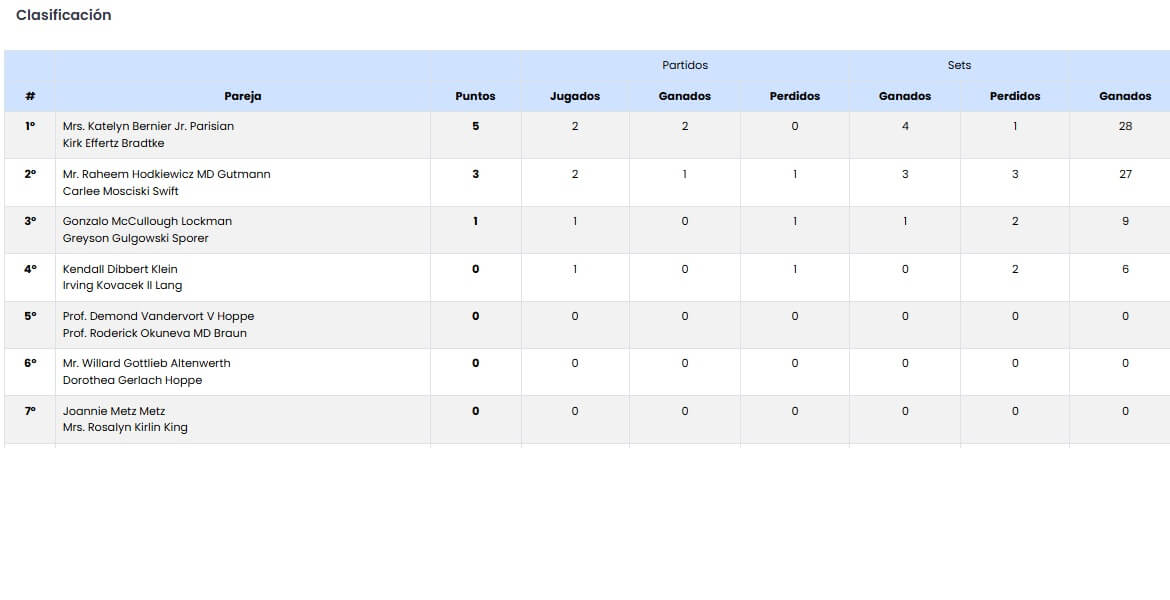 Clasificación
Partidos Sets
# Pareja Puntos Jugados Ganados Perdidos Ganados Perdidos Ganados
1º Mrs. Katelyn Bernier Jr. Parisian 5 2 2 0 4 1 28
Kirk Effertz Bradtke
2º Mr. Raheem Hodkiewicz MD Gutmann 3 2 1 1 3 3 27
Carlee Mosciski Swift
3º Gonzalo McCullough Lockman 1 1 0 1 1 2 9
Greyson Gulgowski Sporer
4º Kendall Dibbert Klein 0 1 0 1 0 2 6
Irving Kovacek II Lang
5º Prof. Demond Vandervort V Hoppe 0 0 0 0 0 0 0
Prof. Roderick Okuneva MD Braun
6º Mr. Willard Gottlieb Altenwerth 0 0 0 0 0 0 0
Dorothea Gerlach Hoppe
7º Joannie Metz Metz 0 0 0 0 0 0 0
Mrs. Rosalyn Kirlin King